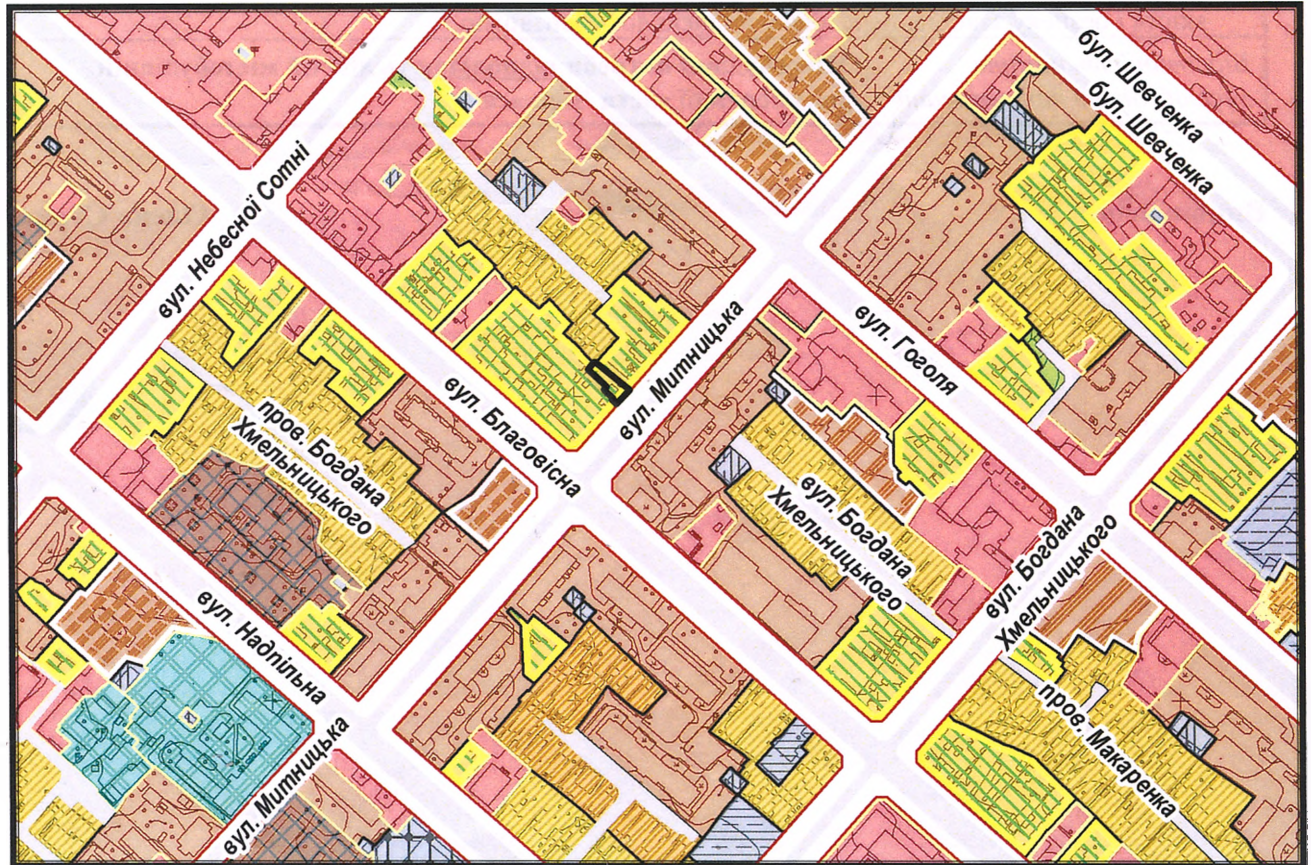 бул. Шевченка
бул. Шевченка
вул. Небесної Сотні
вул. Митницька
вул. Гоголя
вул. Благовісна
пров. Богдана
Хмельницького
вул. Богдана
Хмельницького
вул. Богдана
Хмельницького
вул. Надпільна
вул. Митницька
пров. Макаренка